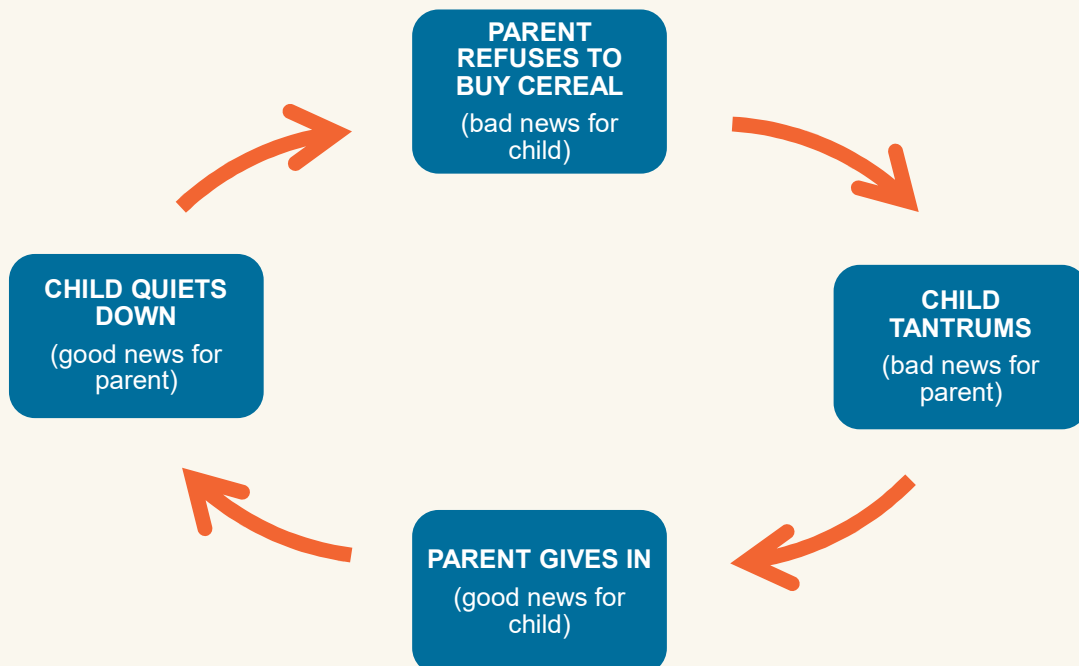 PARENT
REFUSES TO
BUY CEREAL
(bad news for
child)
CHILD
TANTRUMS
(bad news for
parent)
PARENT GIVES IN
(good news for
child)
CHILD QUIETS
DOWN
(good news for
parent)